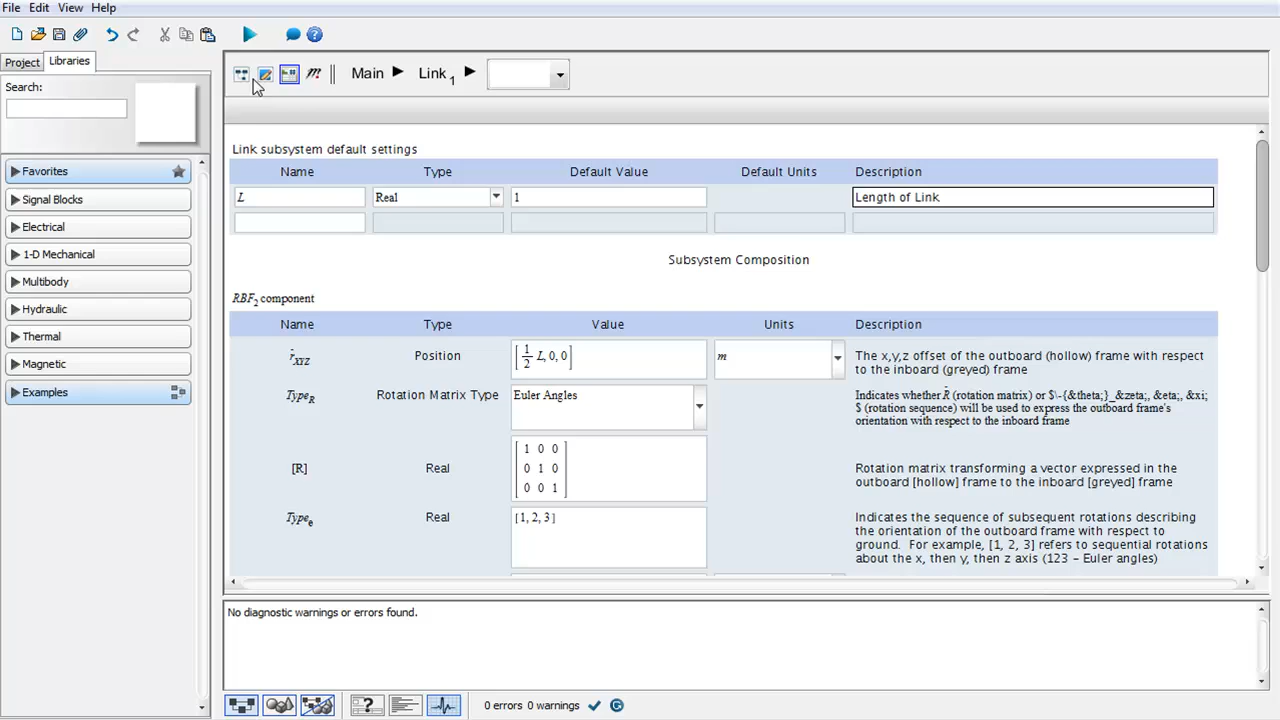 File Edit View Help
Project Libraries
Search:
Favorites
Signal Blocks
Electrical
1-D Mechanical
Multibody
Hydraulic
Thermal
Magnetic
Examples
Main Link 1
Link subsystem default settings
Name Type Default Value Default Units Description
L Real 1 Length of Link
Subsystem Composition
RBF2 component
Name Type Value Units Description
r̄XYZ Position [ 1/2 L, 0, 0 ] m The x,y,z offset of the outboard (hollow) frame with respect
to the inboard (greyed) frame
TypeR Rotation Matrix Type Euler Angles Indicates whether R̄ (rotation matrix) or $\-{&theta;}_&zeta;, &eta;, &xi;
$ (rotation sequence) will be used to express the outboard frame's
orientation with respect to the inboard frame
1 0 0
[R] Real 0 1 0 Rotation matrix transforming a vector expressed in the
outboard [hollow] frame to the inboard [greyed] frame
0 0 1
Typee Real [1, 2, 3] Indicates the sequence of subsequent rotations describing
the orientation of the outboard frame with respect to
ground. For example, [1, 2, 3] refers to sequential rotations
about the x, then y, then z axis (123 – Euler angles)
No diagnostic warnings or errors found.
0 errors 0 warnings